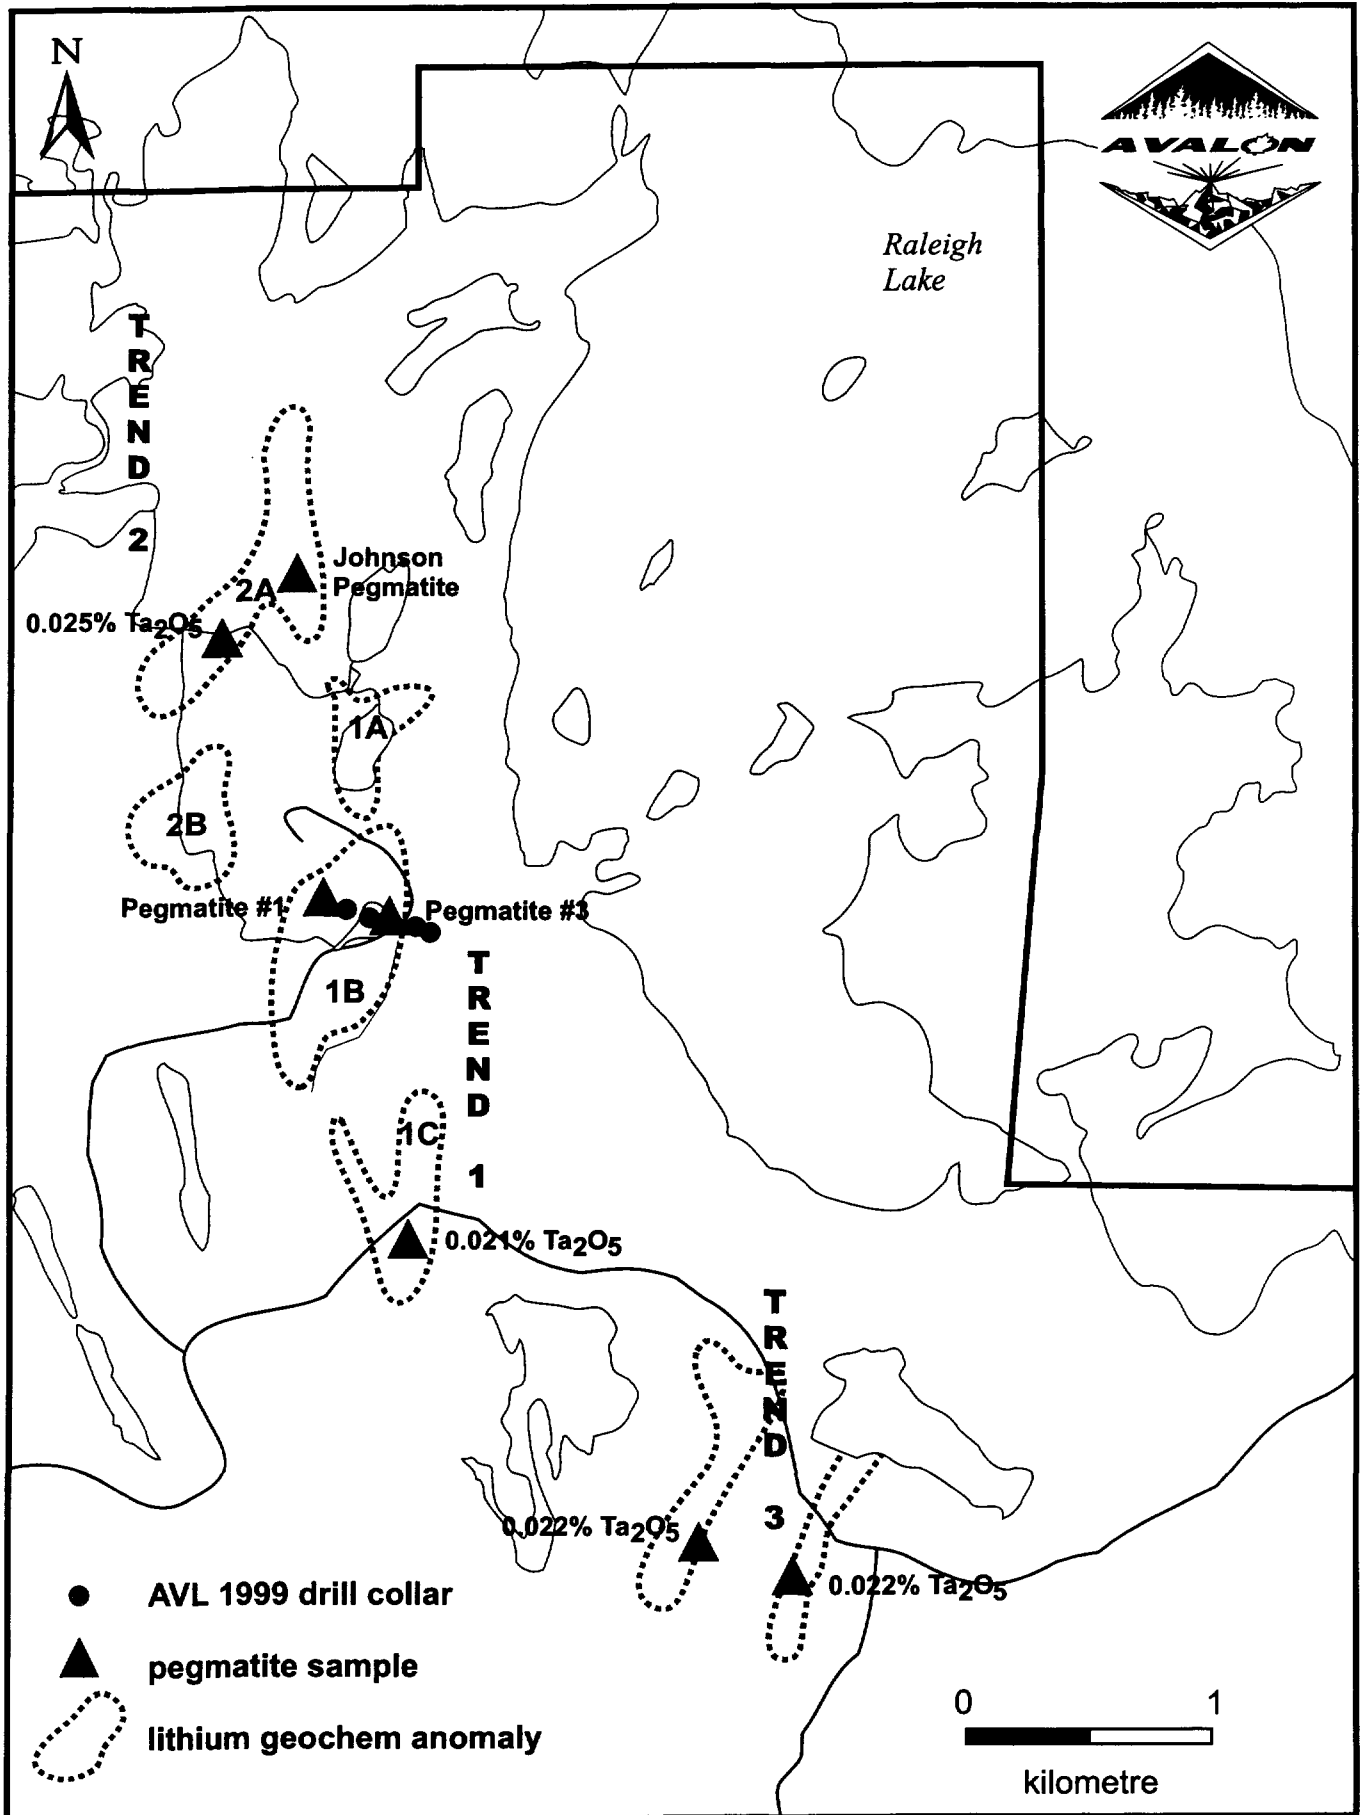 N
AVALON
Raleigh
Lake
TREND 2
Johnson
Pegmatite
2A
0.025% Ta2O5
1A
2B
Pegmatite #1
Pegmatite #3
1B
TREND 1
1C
0.021% Ta2O5
TREND 3
0.022% Ta2O5
0.022% Ta2O5
AVL 1999 drill collar
pegmatite sample
lithium geochem anomaly
0 1
kilometre